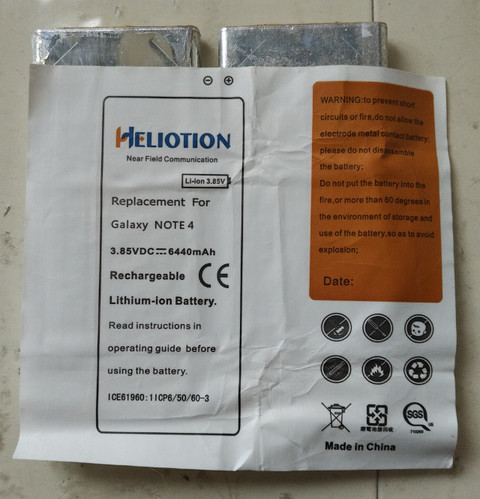 HELIOTION
Near Field Communication
Li-ion 3.85V
Replacement For
Galaxy NOTE 4
3.85VDC⎓6440mAh
Rechargeable CE
Lithium-ion Battery.
Read instructions in
operating guide before
using the battery.
ICE61960:1ICP6/50/60-3
WARNING:to prevent short
circuits or fire,do not allow the
electrode metal contact battery;
please do not disassemble
the battery;
Do not put the battery into the
fire,or more than 60 degrees in
the environment of storage and
use of the battery,so as to avoid
explosion;
Date:
SGS
Made in China